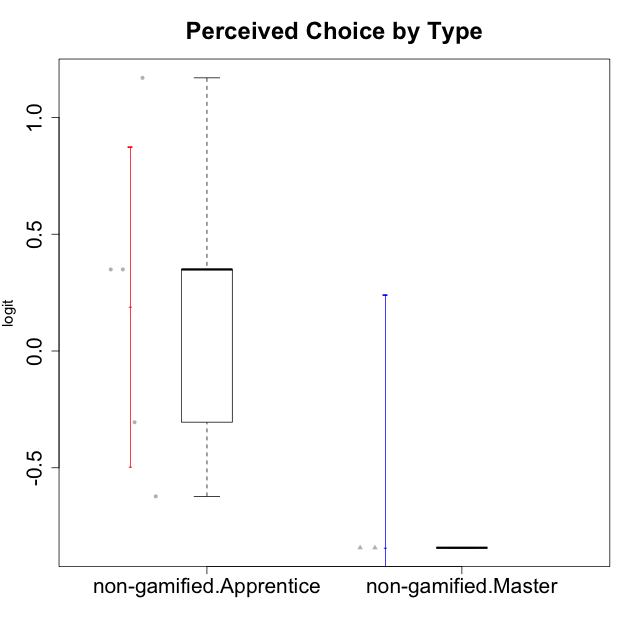 Perceived Choice by Type
logit
1.0
0.5
0.0
-0.5
non-gamified.Apprentice
non-gamified.Master